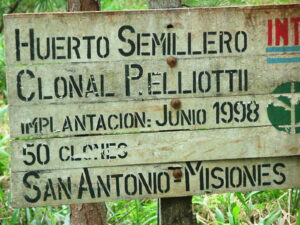 HUERTO SEMILLERO INT
CLONAL P.ELLIOTTII
IMPLANTACION: JUNIO 1998
50 CLONES
SAN ANTONIO-MISIONES